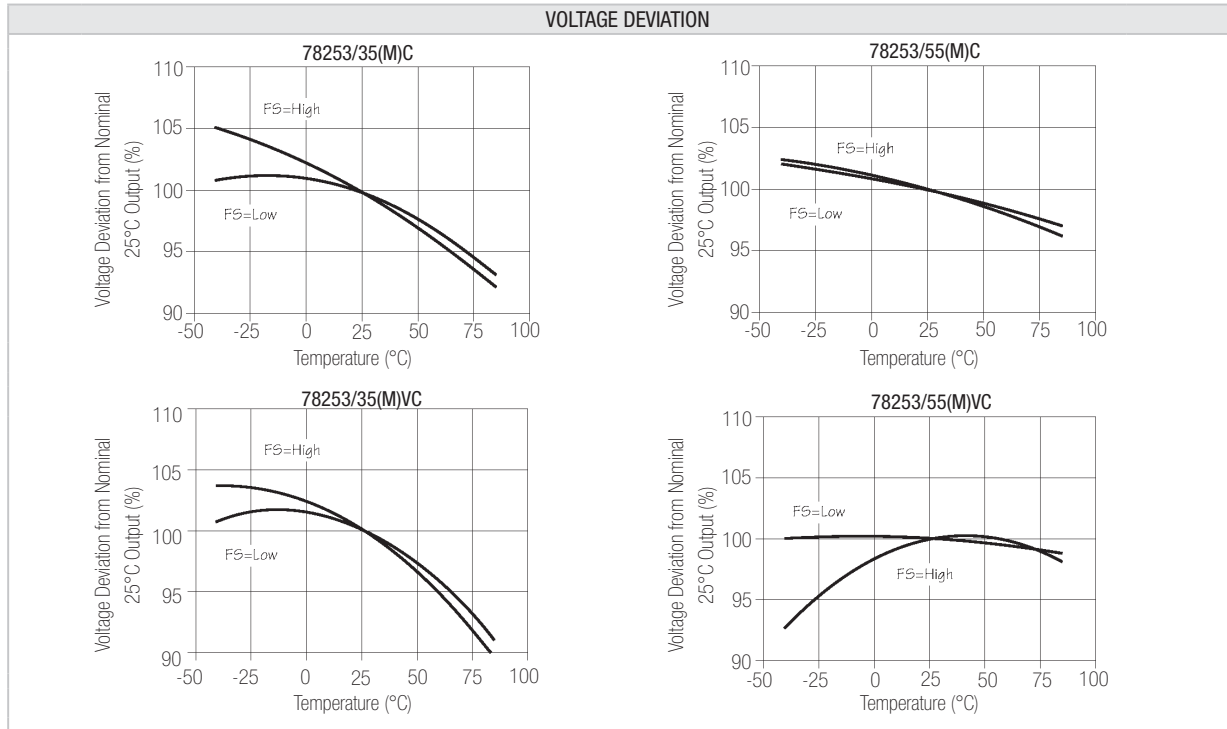 VOLTAGE DEVIATION
78253/35(M)C
110
105
100
95
90
-50
-25
0
25
50
75
100
Voltage Deviation from Nominal
25°C Output (%)
FS=High
FS=Low
Temperature (°C)
78253/55(M)C
110
105
100
95
90
-50
-25
0
25
50
75
100
Voltage Deviation from Nominal
25°C Output (%)
FS=High
FS=Low
Temperature (°C)
78253/35(M)VC
110
105
100
95
90
-50
-25
0
25
50
75
100
Voltage Deviation from Nominal
25°C Output (%)
FS=High
FS=Low
Temperature (°C)
78253/55(M)VC
110
105
100
95
90
-50
-25
0
25
50
75
100
Voltage Deviation from Nominal
25°C Output (%)
FS=Low
FS=High
Temperature (°C)